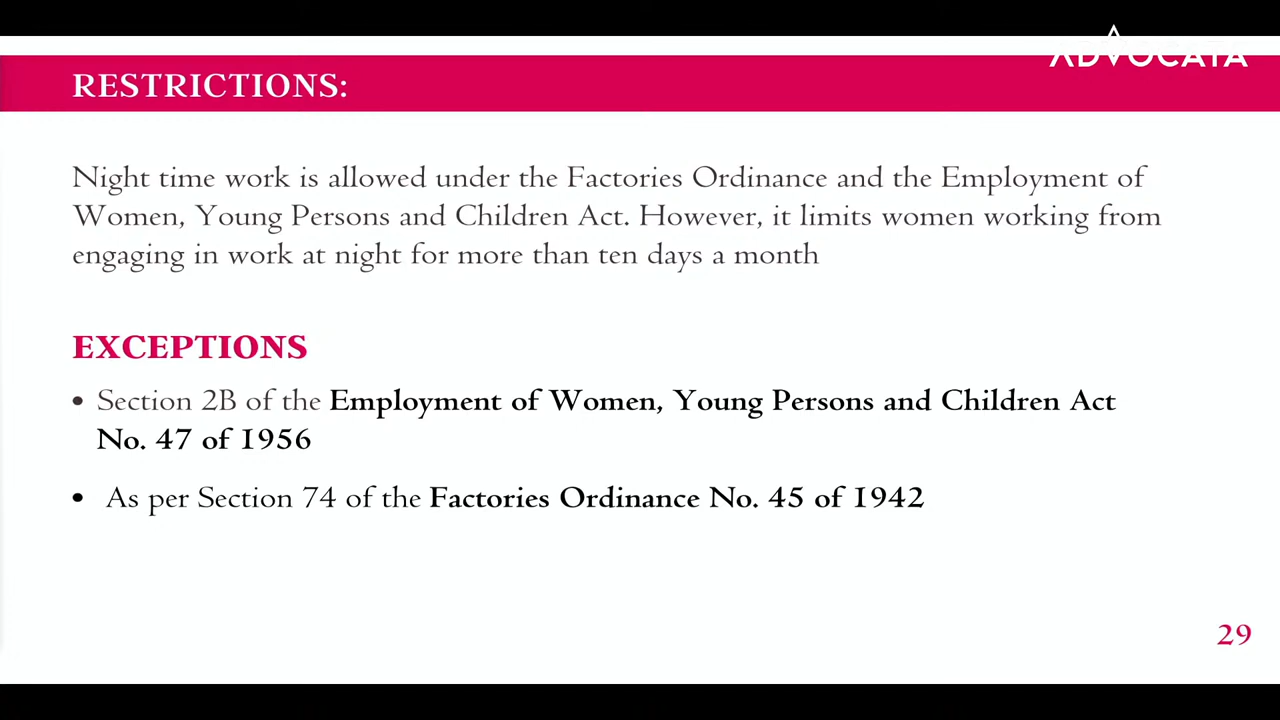 ADVOCATA
RESTRICTIONS:
Night time work is allowed under the Factories Ordinance and the Employment of
Women, Young Persons and Children Act. However, it limits women working from
engaging in work at night for more than ten days a month
EXCEPTIONS
• Section 2B of the Employment of Women, Young Persons and Children Act
No. 47 of 1956
• As per Section 74 of the Factories Ordinance No. 45 of 1942
29